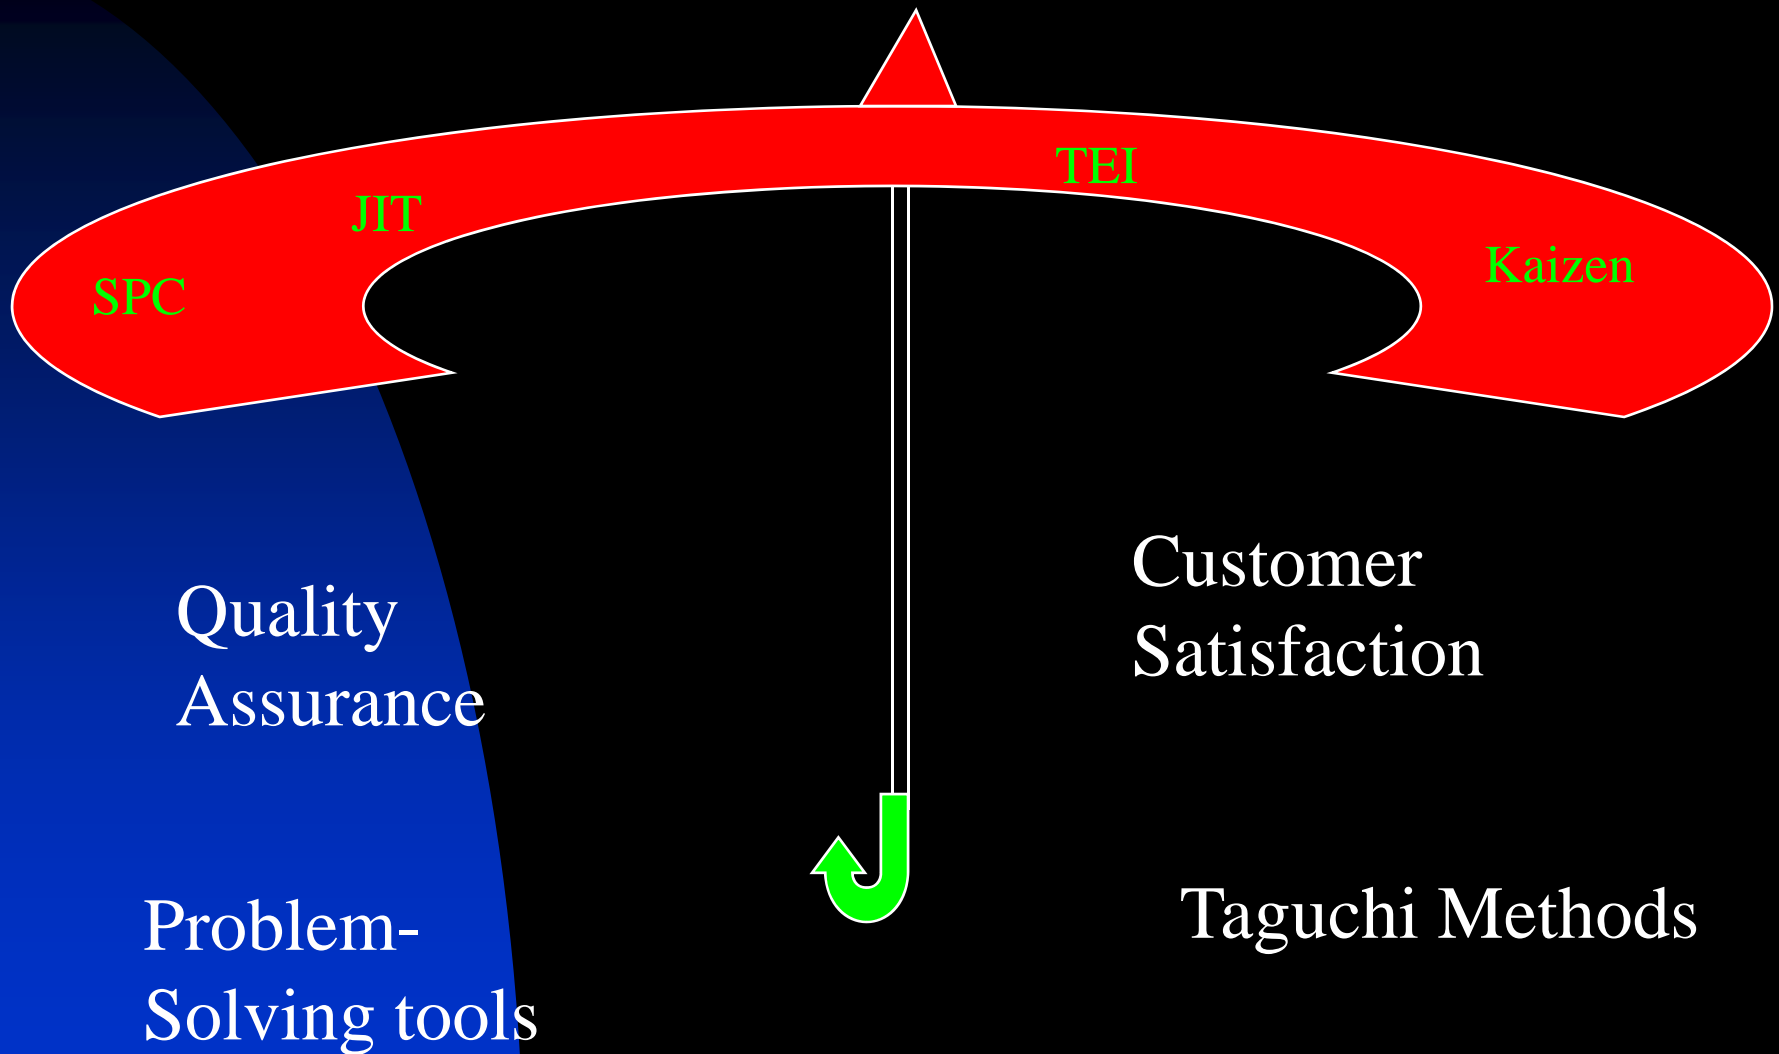 TEI
JIT
Kaizen
SPC
Customer
Satisfaction
Quality
Assurance
Taguchi Methods
Problem-
Solving tools